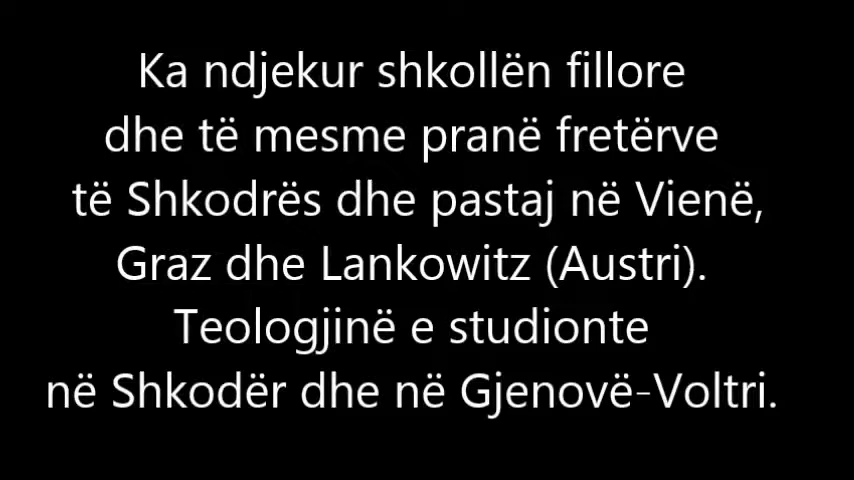 Ka ndjekur shkollën fillore
dhe të mesme pranë fretërve
të Shkodrës dhe pastaj në Vienë,
Graz dhe Lankowitz (Austri).
Teologjinë e studionte
në Shkodër dhe në Gjenovë-Voltri.